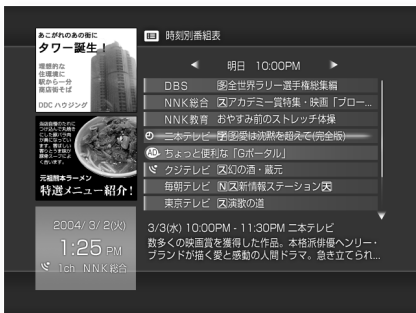 あこがれのあの街に
タワー誕生!
理想的な
住環境に
駅から一分
商店街そば
DDC ハウジング
元祖熊本ラーメン
特選メニュー紹介!
2004/ 3/ 2(火)
1:25 PM
1ch NNK総合
時刻別番組表
明日 10:00PM
DBS 全世界ラリー選手権総集編
NNK総合 アカデミー賞特集・映画「ブロー...
NNK教育 おやすみ前のストレッチ体操
二本テレビ 愛は沈黙を超えて(完全版)
AD ちょっと便利な「Gポータル」
クジテレビ 幻の酒・蔵元
毎朝テレビ 新情報ステーション
東京テレビ 演歌の道
3/3(水) 10:00PM - 11:30PM 二本テレビ
数多くの映画賞を獲得した作品。本格派俳優ヘンリー・
ブランドが描く愛と感動の人間ドラマ。急き立てられ...